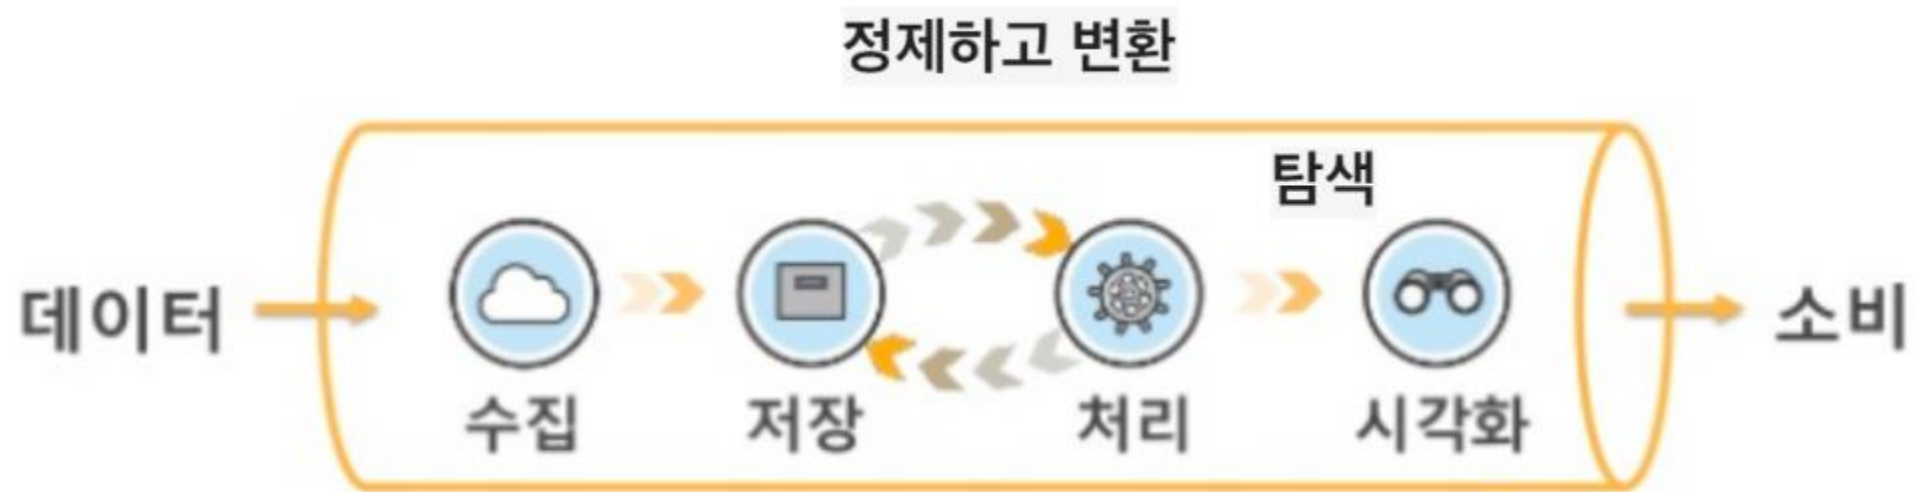 정제하고 변환
탐색
데이터
소비
수집
저장
처리
시각화